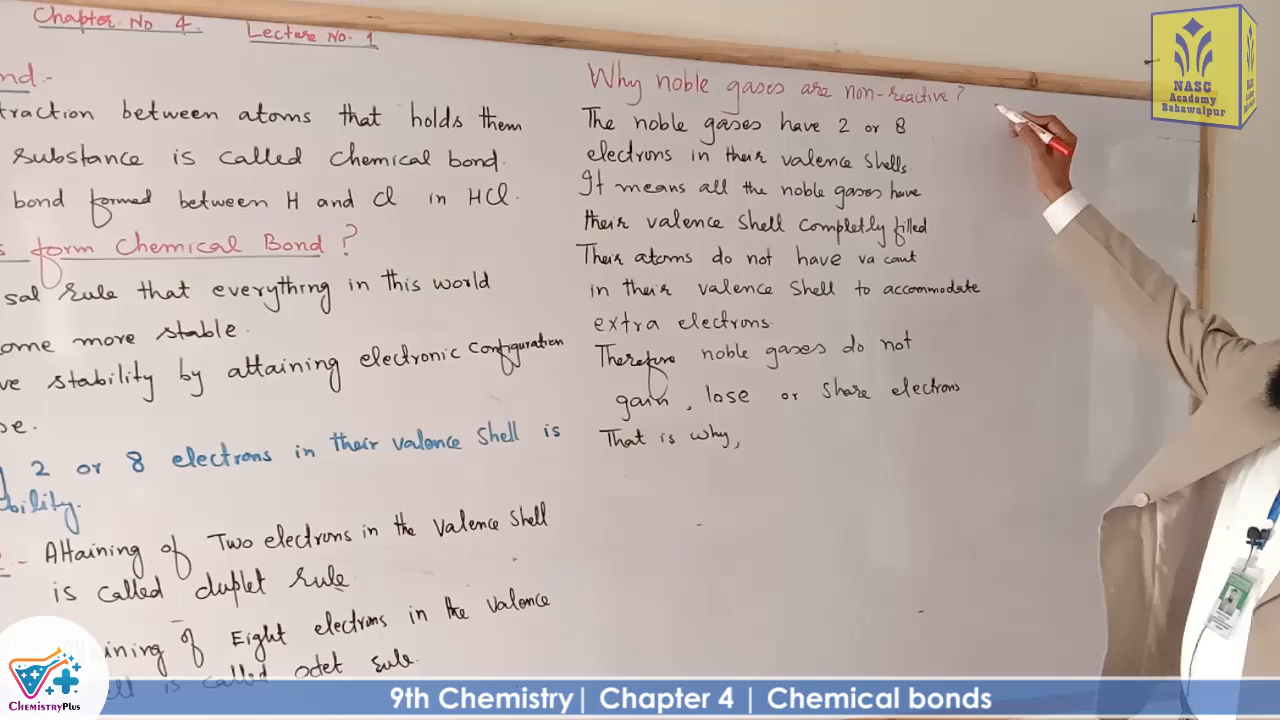 Chapter No. 4. Lecture No. 1
nd:-
traction between atoms that holds them
substance is called chemical bond.
bond formed between H and Cl in HCl.
s form Chemical Bond?
sal rule that everything in this world
ome more stable.
ve stability by attaining electronic configuration
se.
2 or 8 electrons in their valence shell is
bility.
:- Attaining of Two electrons in the valence shell
is called duplet rule
aining of Eight electrons in the valence
ell is called octet rule.
Why noble gases are non-reactive?
The noble gases have 2 or 8
electrons in their valence shells.
It means all the noble gases have
their valence shell completly filled
Their atoms do not have va cant
in their valence shell to accommodate
extra electrons.
Therefore noble gases do not
gain, lose or share electrons
That is why,
NASC
Academy
Bahawalpur
ChemistryPlus
9th Chemistry| Chapter 4 | Chemical bonds